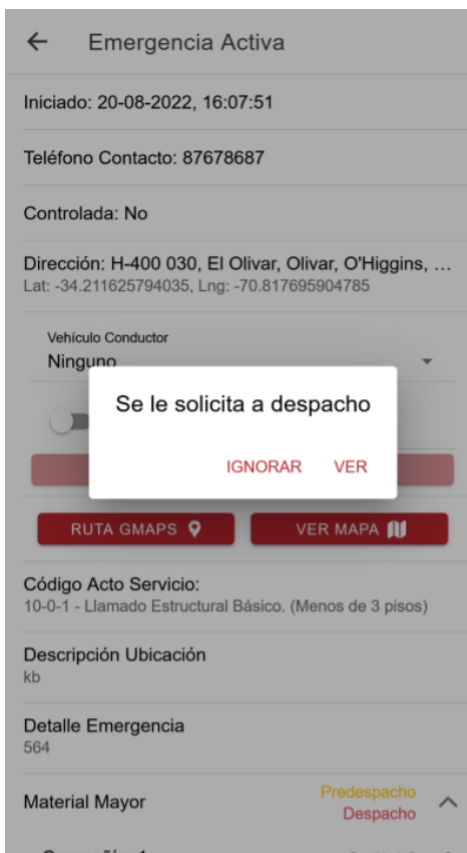 Emergencia Activa
Iniciado: 20-08-2022, 16:07:51
Teléfono Contacto: 87678687
Controlada: No
Dirección: H-400 030, El Olivar, Olivar, O'Higgins, ...
Lat: -34.211625794035, Lng: -70.817695904785
Vehículo Conductor
Ninguno
Se le solicita a despacho
IGNORAR VER
RUTA GMAPS VER MAPA
Código Acto Servicio:
10-0-1 - Llamado Estructural Básico. (Menos de 3 pisos)
Descripción Ubicación
kb
Detalle Emergencia
564
Material Mayor
Predespacho
Despacho